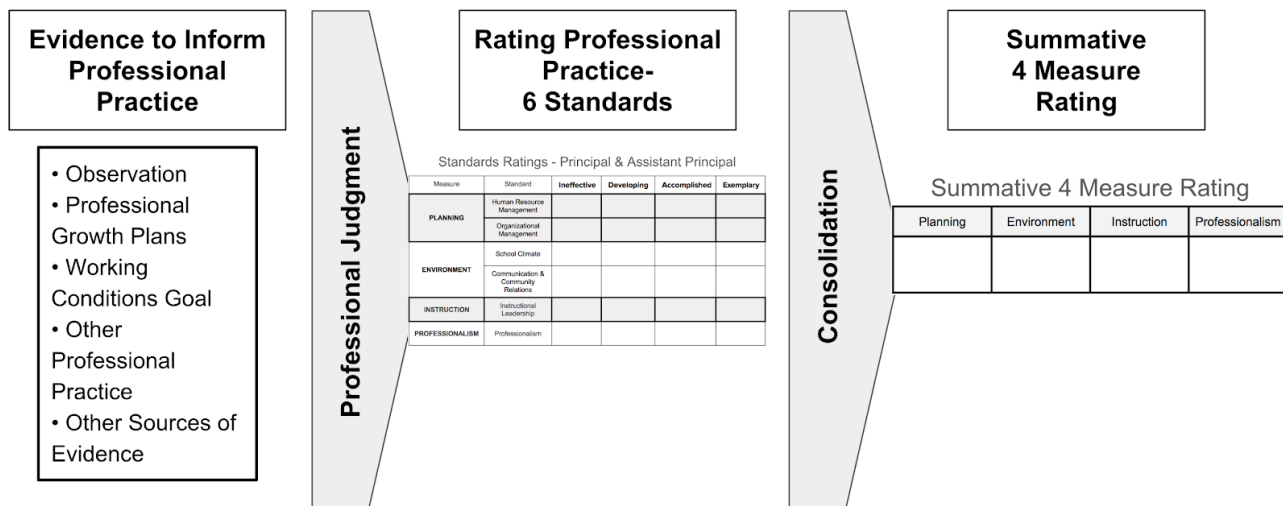 Evidence to Inform
Professional
Practice
• Observation
• Professional
Growth Plans
• Working
Conditions Goal
• Other
Professional
Practice
• Other Sources of
Evidence
Professional Judgment
Rating Professional
Practice-
6 Standards
Standards Ratings - Principal & Assistant Principal
Measure Standard Ineffective Developing Accomplished Exemplary
PLANNING
Human Resource
Management
Organizational
Management
ENVIRONMENT
School Climate
Communication &
Community
Relations
INSTRUCTION
Instructional
Leadership
PROFESSIONALISM Professionalism
Consolidation
Summative
4 Measure
Rating
Summative 4 Measure Rating
Planning Environment Instruction Professionalism